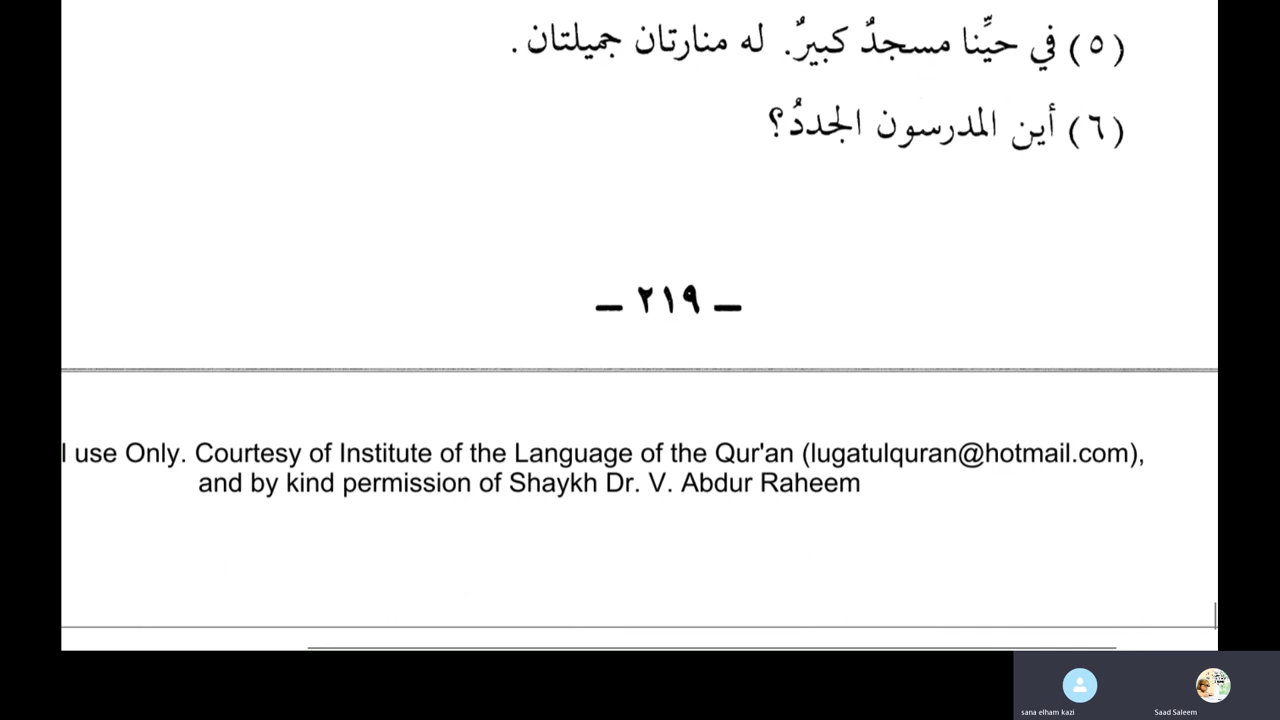 (٥) في حيِّنا مسجدٌ كبيرٌ. له منارتان جميلتان .
(٦) أين المدرسون الجددُ؟
— ٢١٩ —
l use Only. Courtesy of Institute of the Language of the Qur'an (lugatulquran@hotmail.com),
and by kind permission of Shaykh Dr. V. Abdur Raheem
sana elham kazi
Saad Saleem